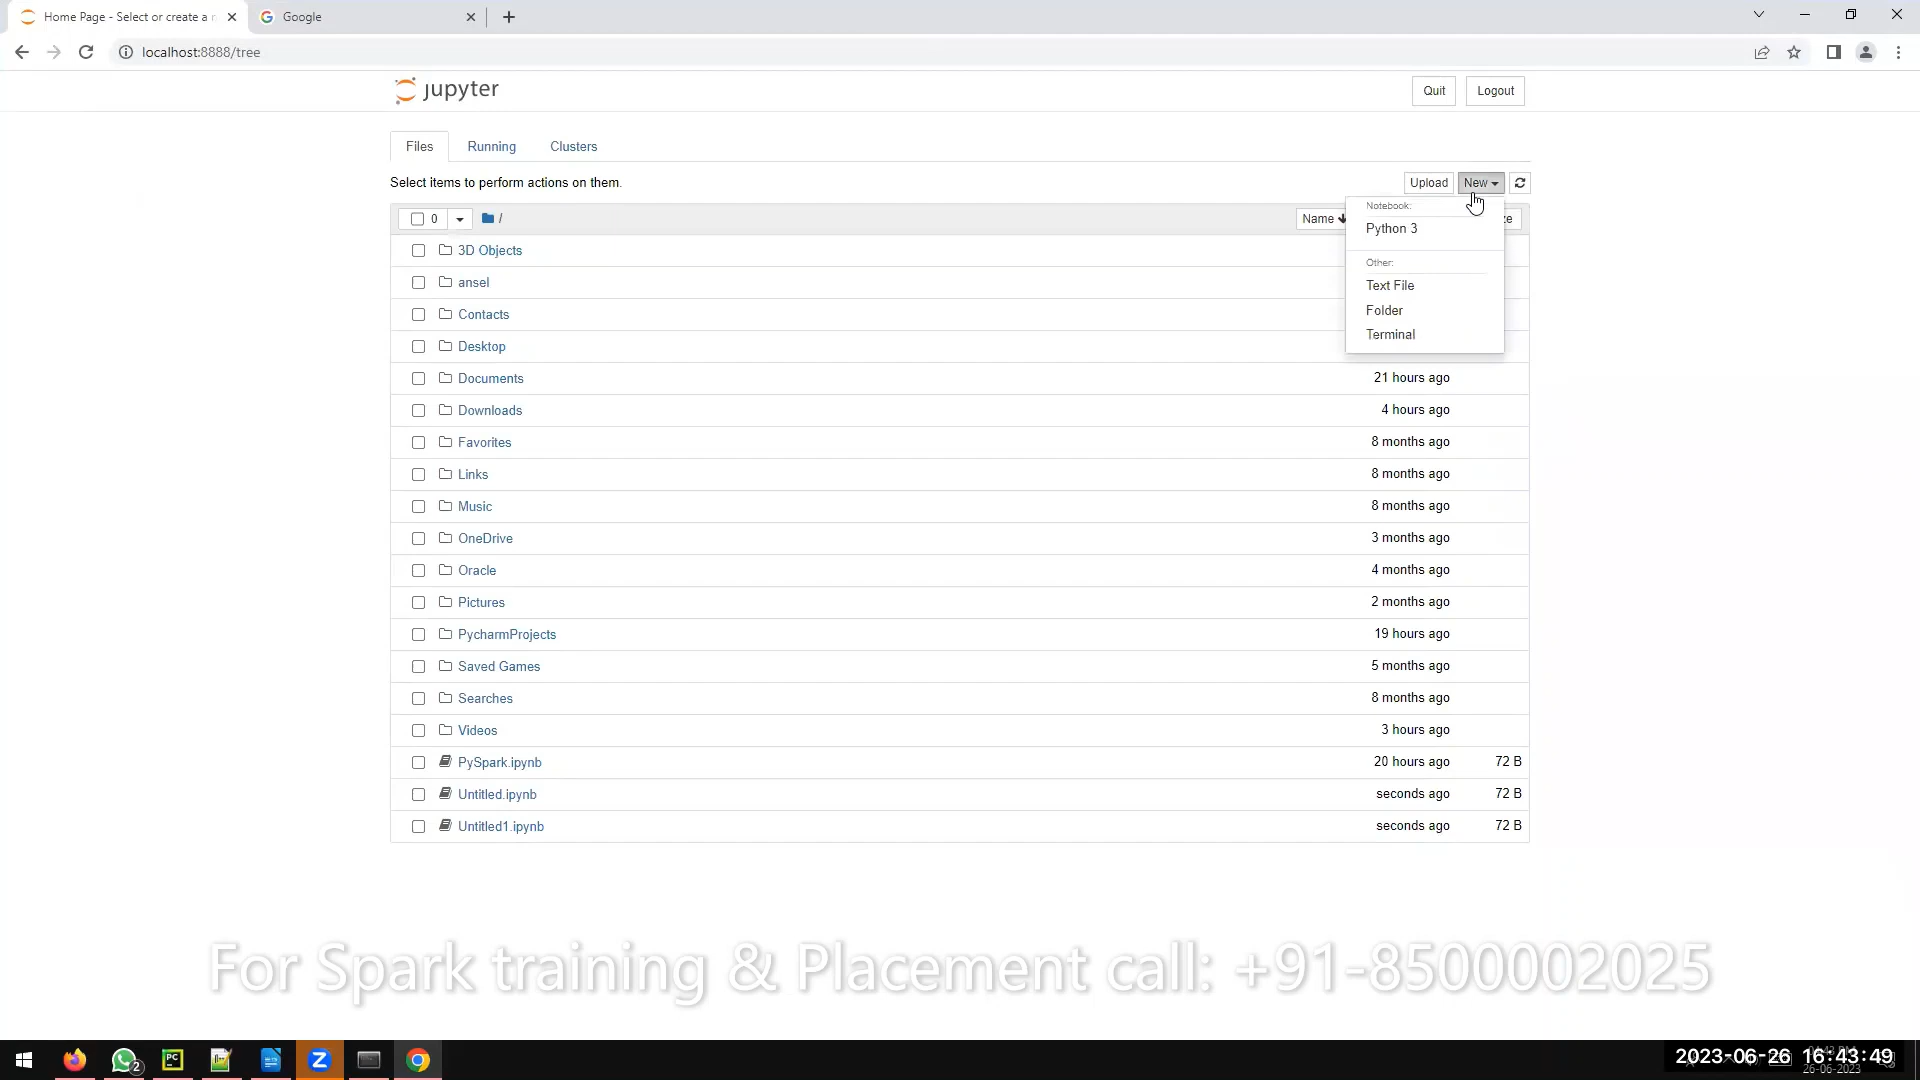 Home Page - Select or create a n
Google
localhost:8888/tree
jupyter
Quit
Logout
Files
Running
Clusters
Select items to perform actions on them.
Upload
New
0
/
Name
ze
Notebook:
Python 3
Other:
Text File
Folder
Terminal
3D Objects
ansel
Contacts
Desktop
Documents 21 hours ago
Downloads 4 hours ago
Favorites 8 months ago
Links 8 months ago
Music 8 months ago
OneDrive 3 months ago
Oracle 4 months ago
Pictures 2 months ago
PycharmProjects 19 hours ago
Saved Games 5 months ago
Searches 8 months ago
Videos 3 hours ago
PySpark.ipynb 20 hours ago 72 B
Untitled.ipynb seconds ago 72 B
Untitled1.ipynb seconds ago 72 B
For Spark training & Placement call: +91-8500002025
2
PC
Z
2023-06-26 16:43:49
26-06-2023